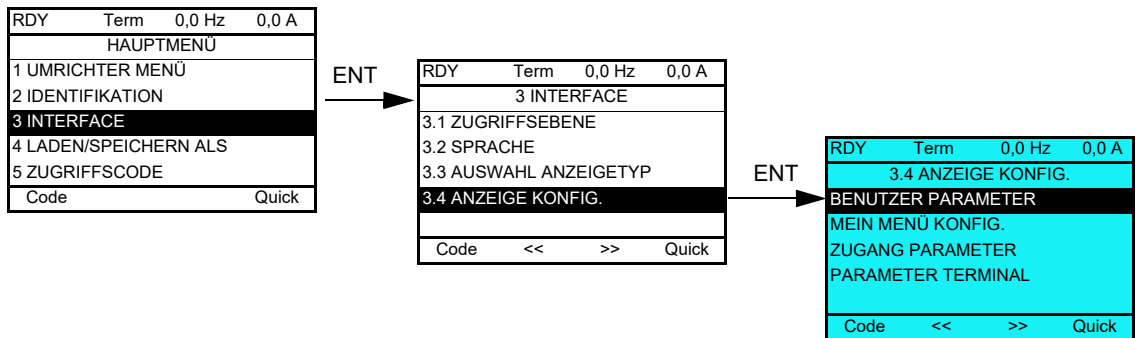 RDY Term 0,0 Hz 0,0 A
HAUPTMENÜ
1 UMRICHTER MENÜ
2 IDENTIFIKATION
3 INTERFACE
4 LADEN/SPEICHERN ALS
5 ZUGRIFFSCODE
Code Quick
ENT
RDY Term 0,0 Hz 0,0 A
3 INTERFACE
3.1 ZUGRIFFSEBENE
3.2 SPRACHE
3.3 AUSWAHL ANZEIGETYP
3.4 ANZEIGE KONFIG.
Code << >> Quick
ENT
RDY Term 0,0 Hz 0,0 A
3.4 ANZEIGE KONFIG.
BENUTZER PARAMETER
MEIN MENÜ KONFIG.
ZUGANG PARAMETER
PARAMETER TERMINAL
Code << >> Quick